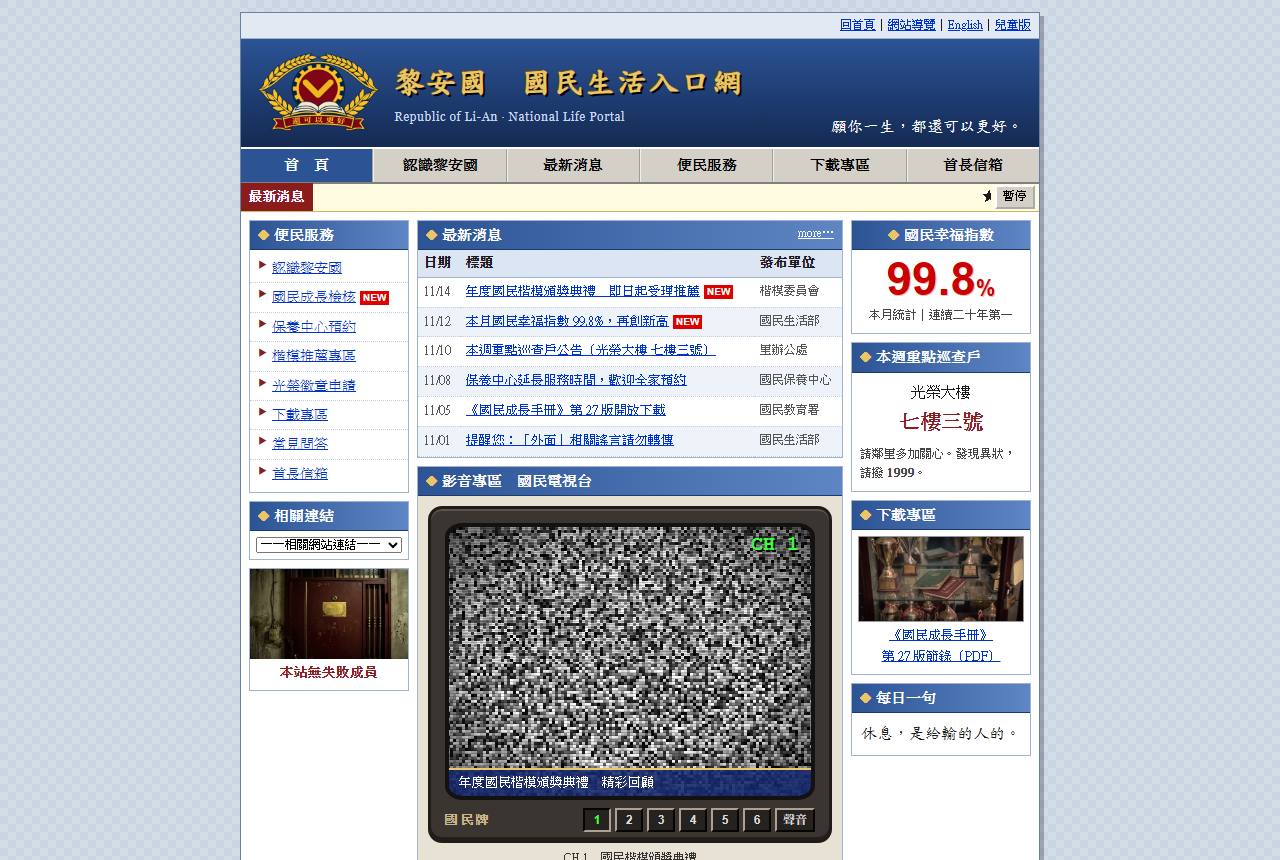 回首頁 | 網站導覽 | English | 兒童版
還可以更好
黎安國　國民生活入口網
Republic of Li-An · National Life Portal
願你一生，都還可以更好。
首　頁
認識黎安國
最新消息
便民服務
下載專區
首長信箱
最新消息
暫停
便民服務
認識黎安國
國民成長檢核 NEW
保養中心預約
楷模推薦專區
光榮徽章申請
下載專區
常見問答
首長信箱
相關連結
一一相關網站連結一一
本站無失敗成員
最新消息
more…
日期 標題 發布單位
11/14 年度國民楷模頒獎典禮　即日起受理推薦 NEW 楷模委員會
11/12 本月國民幸福指數 99.8%，再創新高 NEW 國民生活部
11/10 本週重點巡查戶公告〔光榮大樓 七樓三號〕 里辦公處
11/08 保養中心延長服務時間，歡迎全家預約 國民保養中心
11/05 《國民成長手冊》第 27 版開放下載 國民教育署
11/01 提醒您：「外面」相關謠言請勿轉傳 國民生活部
影音專區　國民電視台
CH 1
年度國民楷模頒獎典禮　精彩回顧
國民牌
1 2 3 4 5 6 聲音
CH 1　國民楷模頒獎典禮
國民幸福指數
99.8%
本月統計｜連續二十年第一
本週重點巡查戶
光榮大樓
七樓三號
請鄰里多加關心。發現異狀，
請撥 1999。
下載專區
《國民成長手冊》
第 27 版節錄〔PDF〕
每日一句
休息，是給輸的人的。